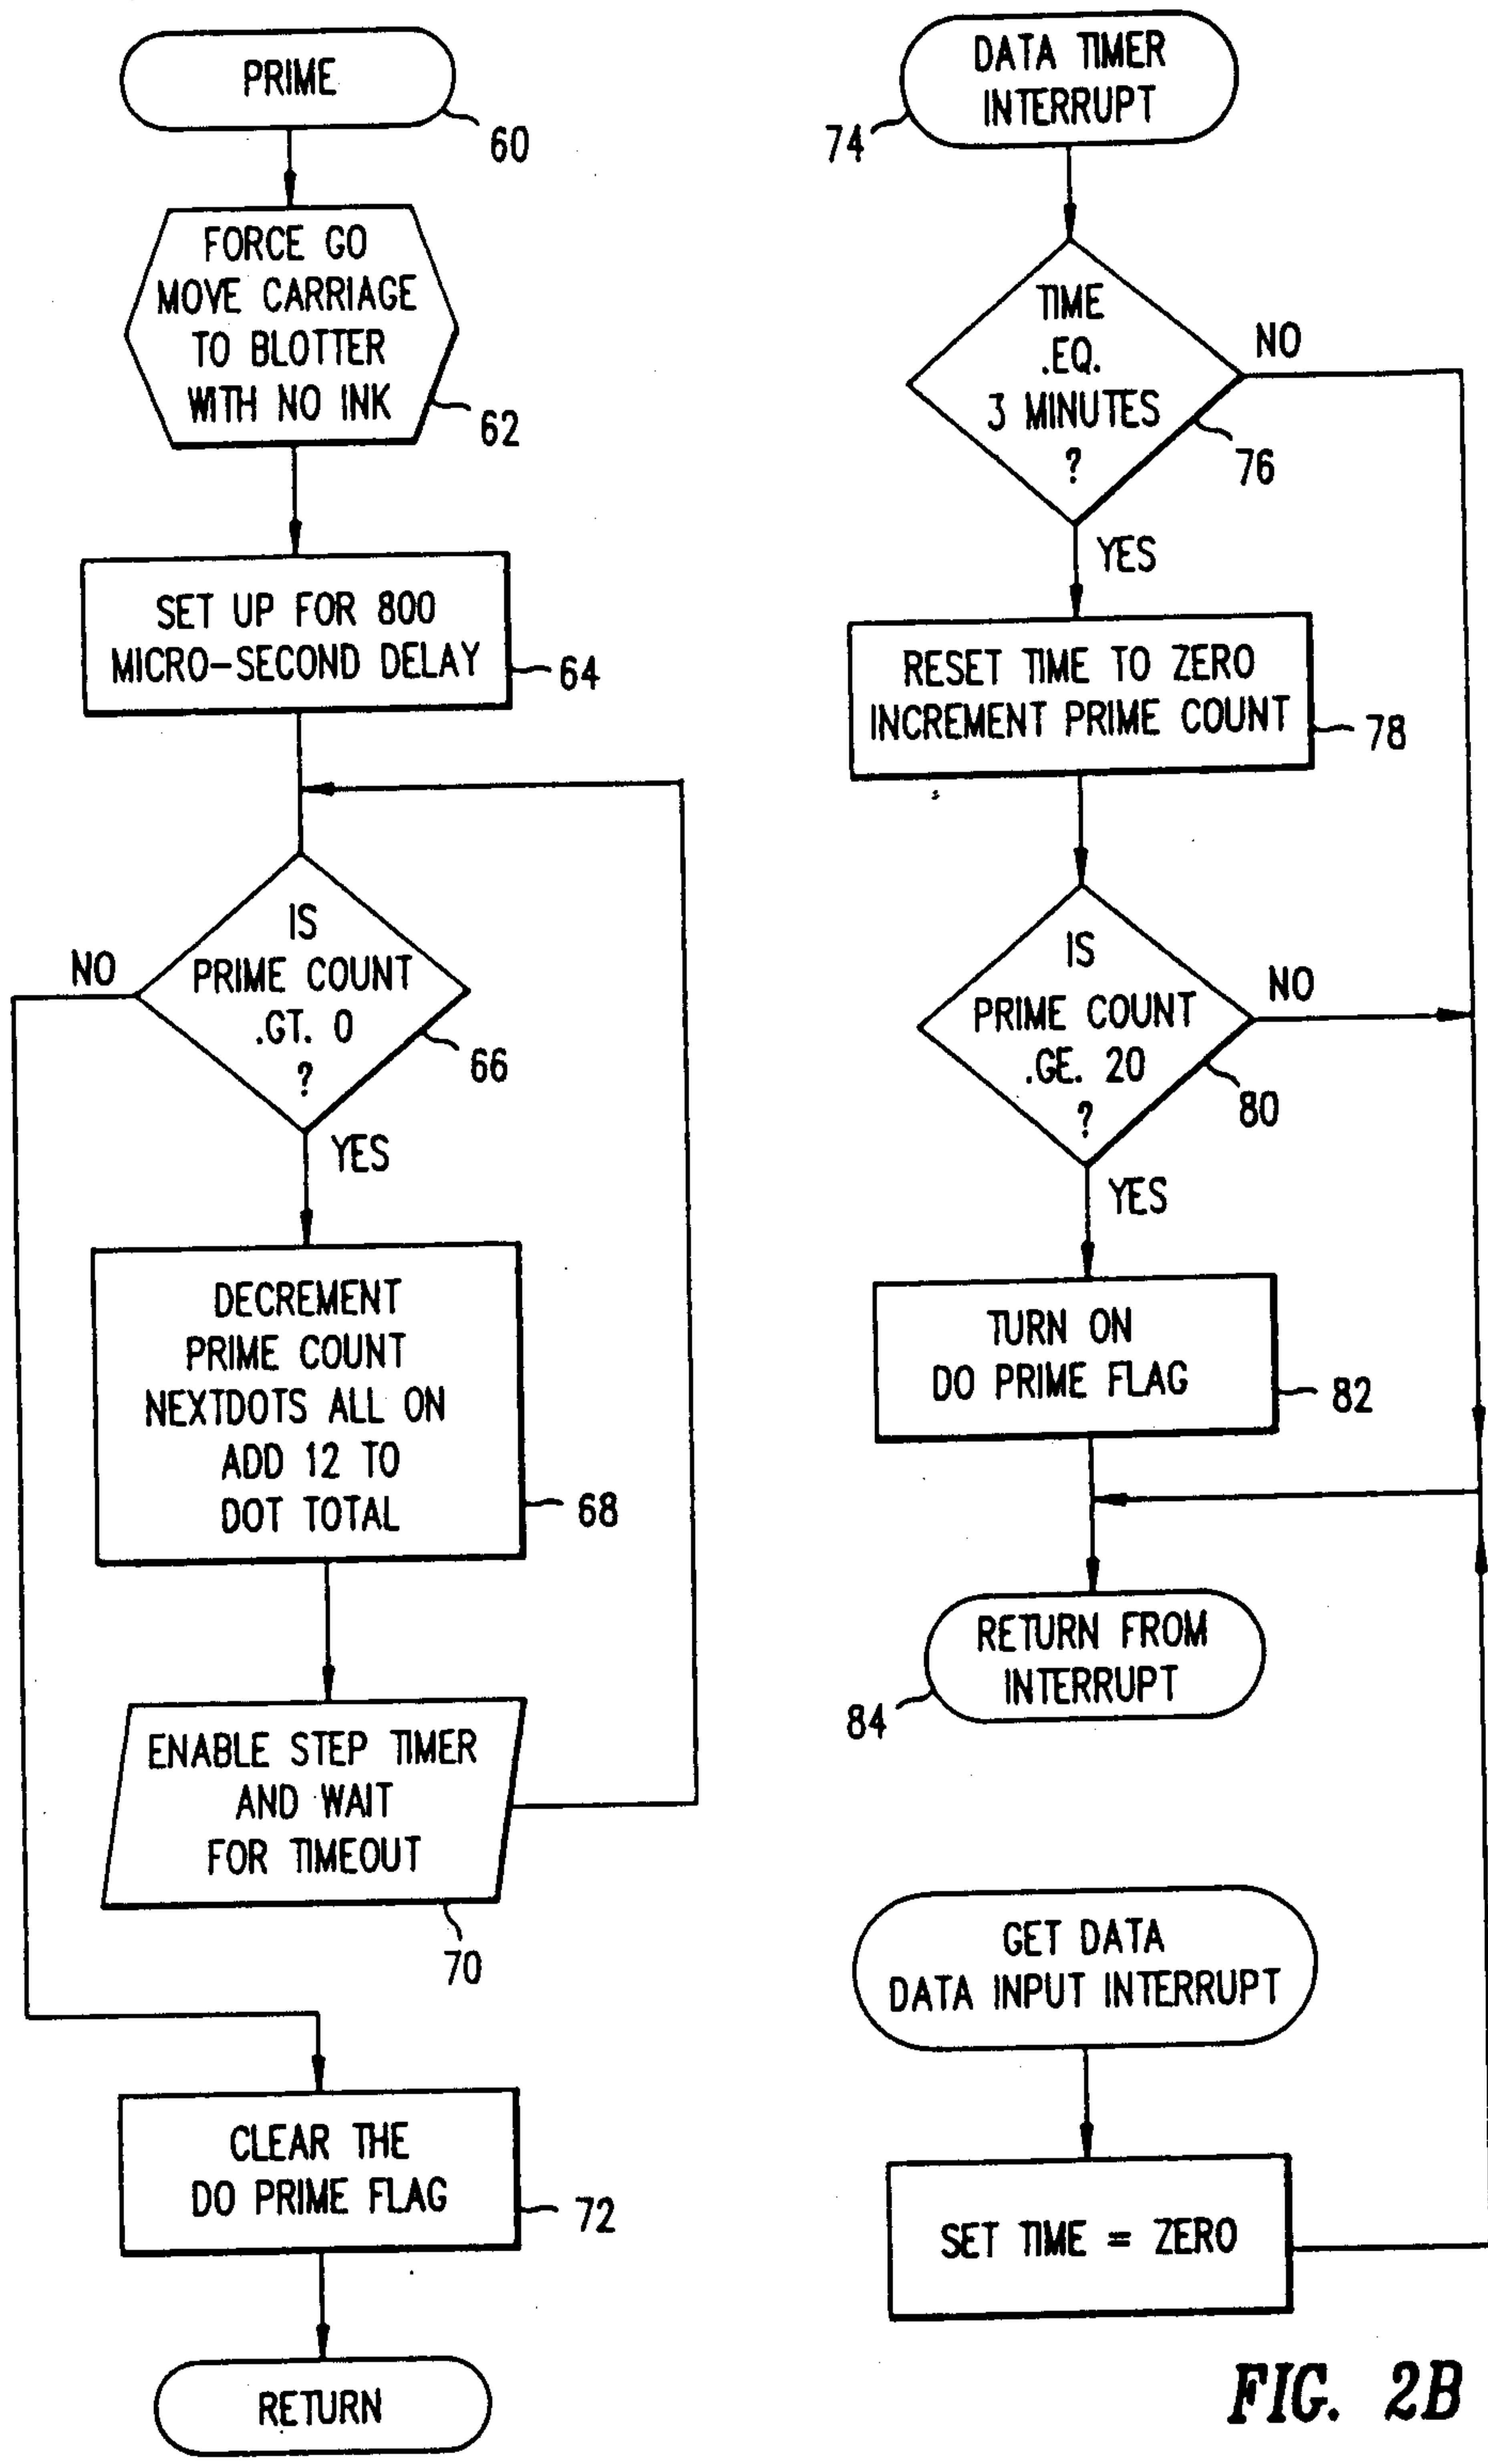 PRIME
60
FORCE GO
MOVE CARRIAGE
TO BLOTTER
WITH NO INK
62
SET UP FOR 800
MICRO-SECOND DELAY
64
IS
PRIME COUNT
.GT. 0
?
66
NO
YES
DECREMENT
PRIME COUNT
NEXTDOTS ALL ON
ADD 12 TO
DOT TOTAL
68
ENABLE STEP TIMER
AND WAIT
FOR TIMEOUT
70
CLEAR THE
DO PRIME FLAG
72
RETURN
DATA TIMER
INTERRUPT
74
TIME
.EQ.
3 MINUTES
?
NO
76
YES
RESET TIME TO ZERO
INCREMENT PRIME COUNT
78
IS
PRIME COUNT
.GE. 20
?
NO
80
YES
TURN ON
DO PRIME FLAG
82
RETURN FROM
INTERRUPT
84
GET DATA
DATA INPUT INTERRUPT
SET TIME = ZERO
FIG. 2B